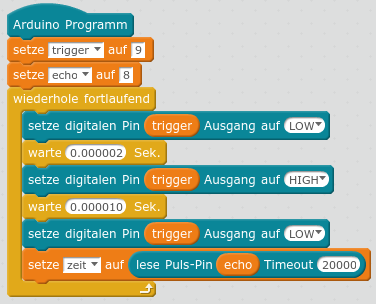 Arduino Programm
setze trigger auf 9
setze echo auf 8
wiederhole fortlaufend
setze digitalen Pin trigger Ausgang auf LOW
warte 0.000002 Sek.
setze digitalen Pin trigger Ausgang auf HIGH
warte 0.000010 Sek.
setze digitalen Pin trigger Ausgang auf LOW
setze zeit auf lese Puls-Pin echo Timeout 20000